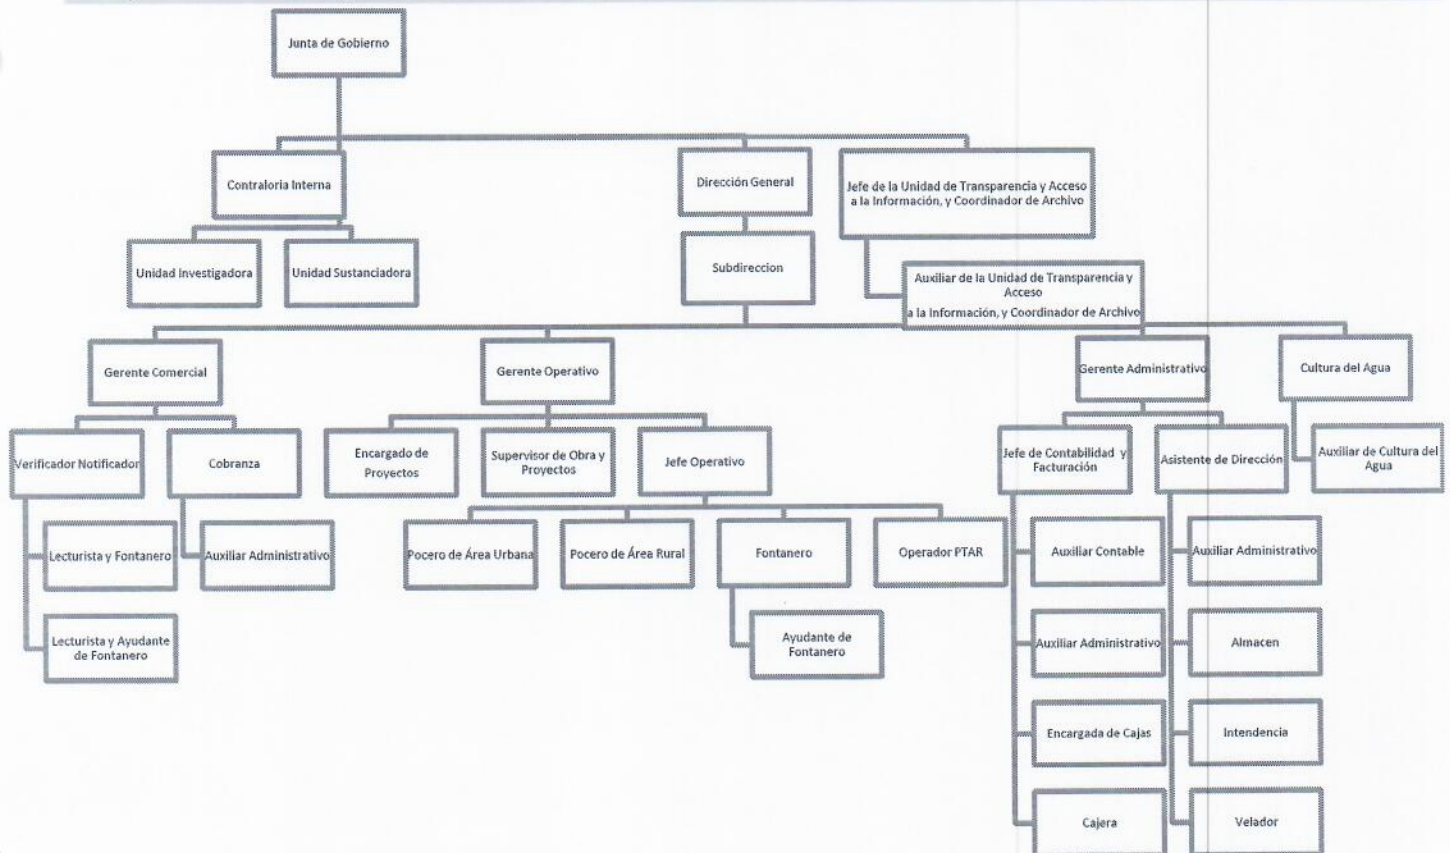 Junta de Gobierno
Contraloria Interna
Dirección General
Jefe de la Unidad de Transparencia y Acceso
a la Información, y Coordinador de Archivo
Unidad Investigadora
Unidad Sustanciadora
Subdireccion
Auxiliar de la Unidad de Transparencia y
Acceso
a la Información, y Coordinador de Archivo
Gerente Comercial
Gerente Operativo
Gerente Administrativo
Cultura del Agua
Verificador Notificador
Cobranza
Encargado de
Proyectos
Supervisor de Obra y
Proyectos
Jefe Operativo
Jefe de Contabilidad y
Facturación
Asistente de Dirección
Auxiliar de Cultura del
Agua
Lecturista y Fontanero
Auxiliar Administrativo
Pocero de Área Urbana
Pocero de Área Rural
Fontanero
Operador PTAR
Auxiliar Contable
Auxiliar Administrativo
Lecturista y Ayudante
de Fontanero
Ayudante de
Fontanero
Auxiliar Administrativo
Almacen
Encargada de Cajas
Intendencia
Cajera
Velador